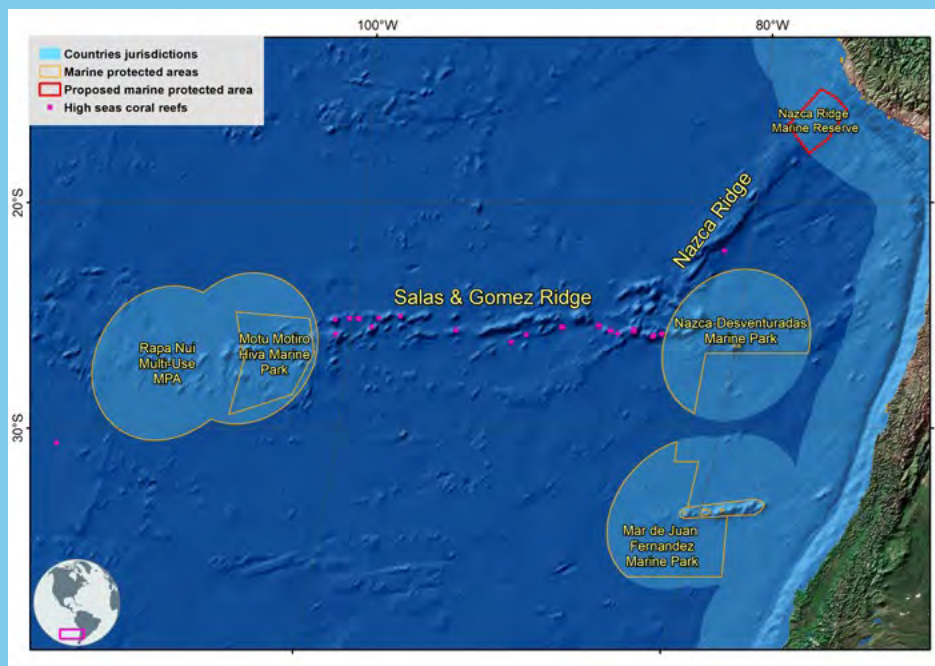 100°W
80°W
Countries jurisdictions
Marine protected areas
Proposed marine protected area
High seas coral reefs
Nazca Ridge
Marine Reserve
20°S
Nazca Ridge
Salas & Gomez Ridge
Rapa Nui
Multi-Use
MPA
Motu Motiro
Hiva Marine
Park
Nazca-Desventuradas
Marine Park
30°S
Mar de Juan
Fernandez
Marine Park